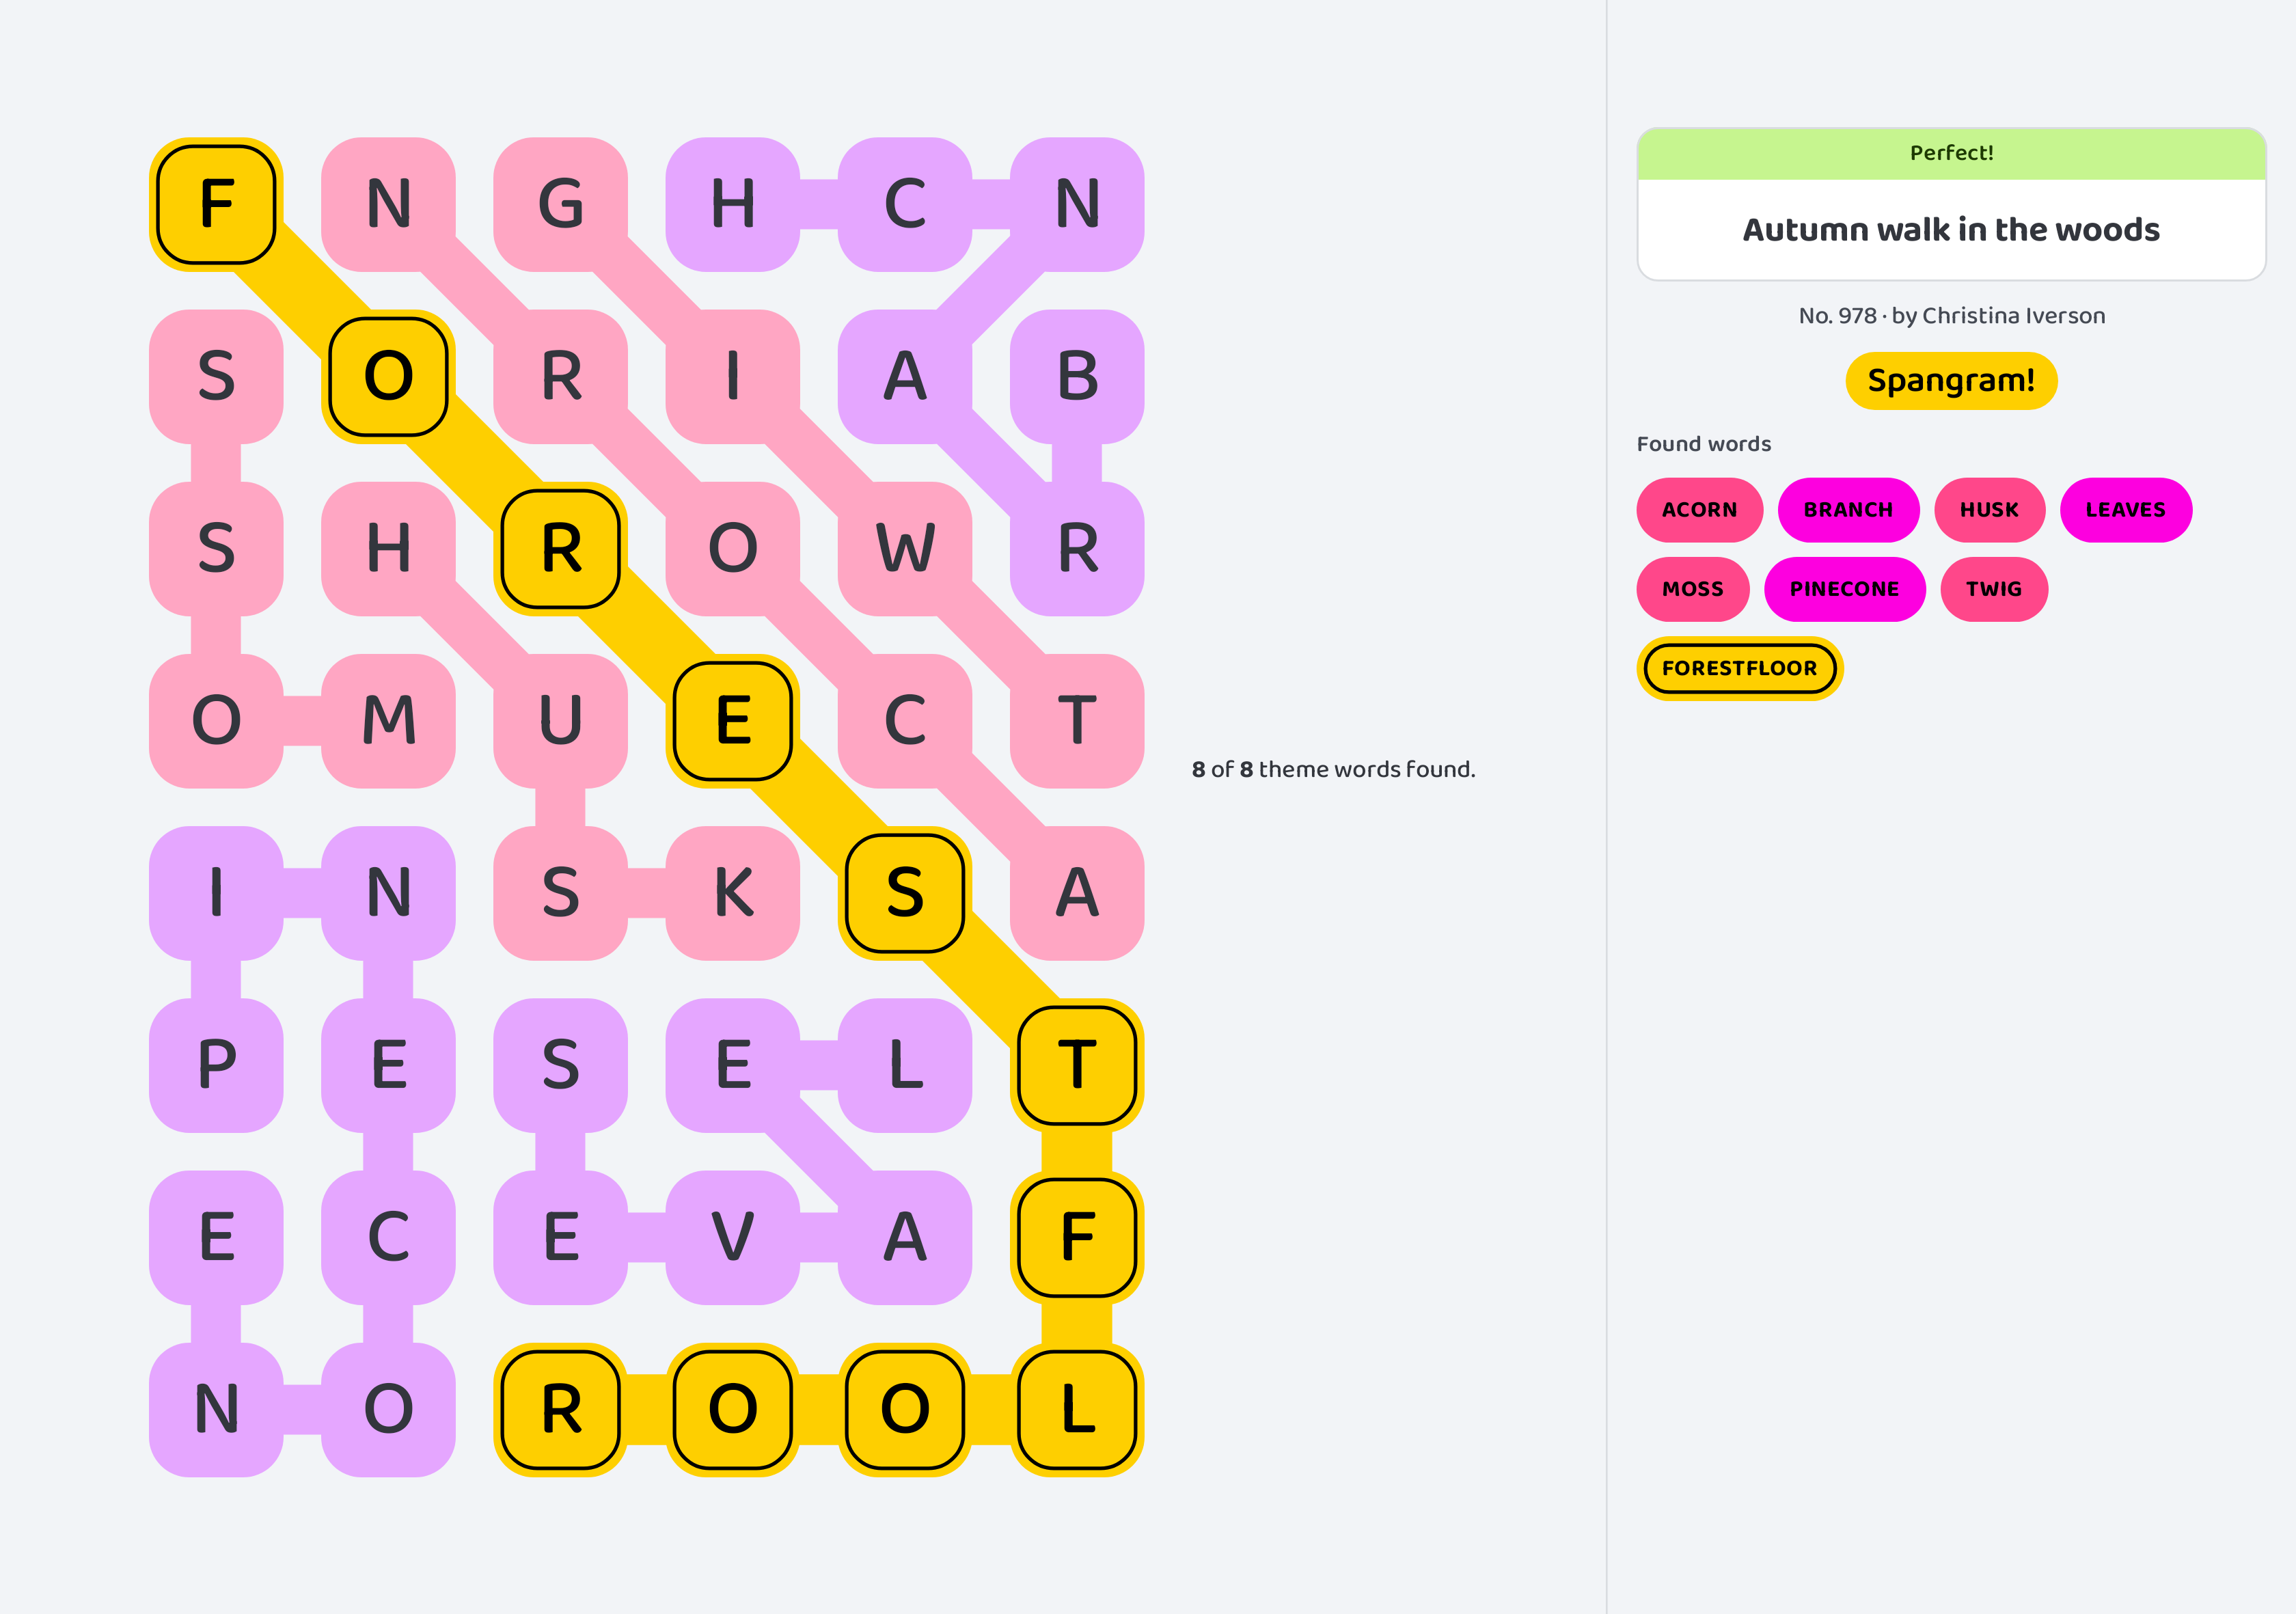 F N G H C N
S O R I A B
S H R O W R
O M U E C T
I N S K S A
P E S E L T
E C E V A F
N O R O O L
8 of 8 theme words found.
Perfect!
Autumn walk in the woods
No. 978 · by Christina Iverson
Spangram!
Found words
ACORN BRANCH HUSK LEAVES
MOSS PINECONE TWIG
FORESTFLOOR